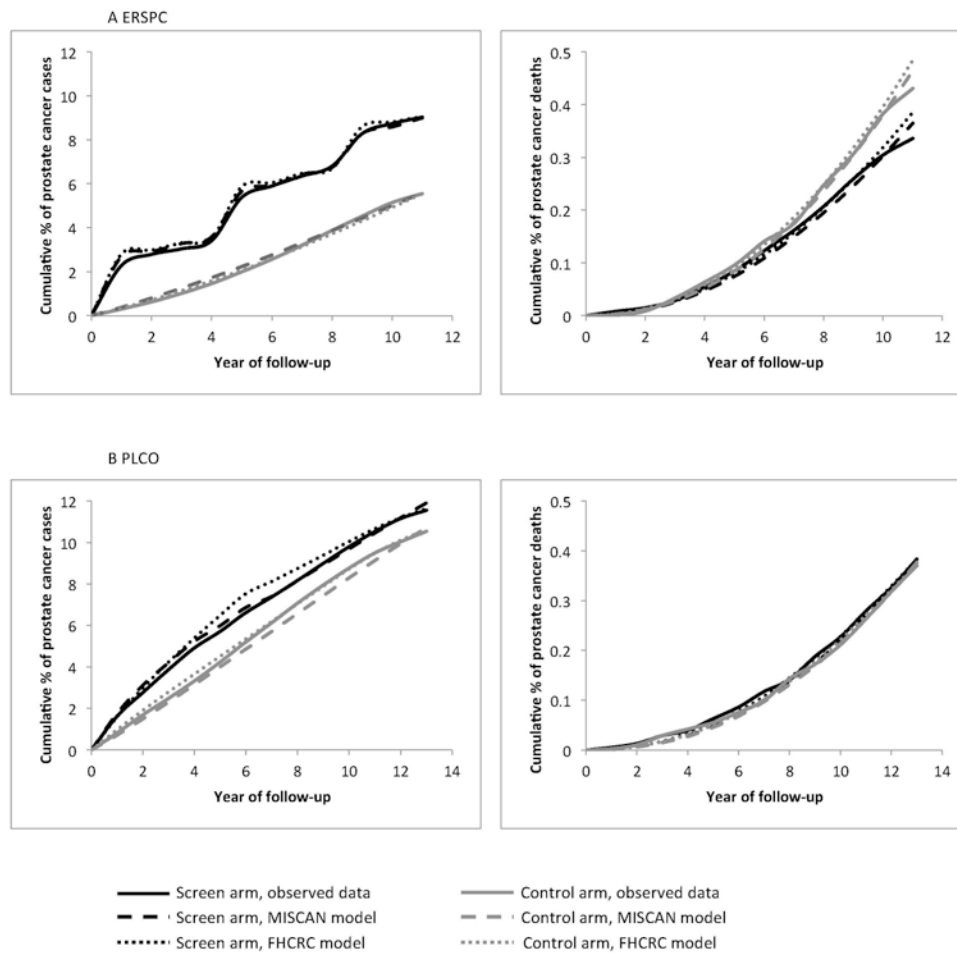 A ERSPC
Cumulative % of prostate cancer cases
12
10
8
6
4
2
0
0 2 4 6 8 10 12
Year of follow-up
Cumulative % of prostate cancer deaths
0.5
0.4
0.3
0.2
0.1
0
0 2 4 6 8 10 12
Year of follow-up
B PLCO
Cumulative % of prostate cancer cases
12
10
8
6
4
2
0
0 2 4 6 8 10 12 14
Year of follow-up
Cumulative % of prostate cancer deaths
0.5
0.4
0.3
0.2
0.1
0
0 2 4 6 8 10 12 14
Year of follow-up
Screen arm, observed data
Screen arm, MISCAN model
Screen arm, FHCRC model
Control arm, observed data
Control arm, MISCAN model
Control arm, FHCRC model